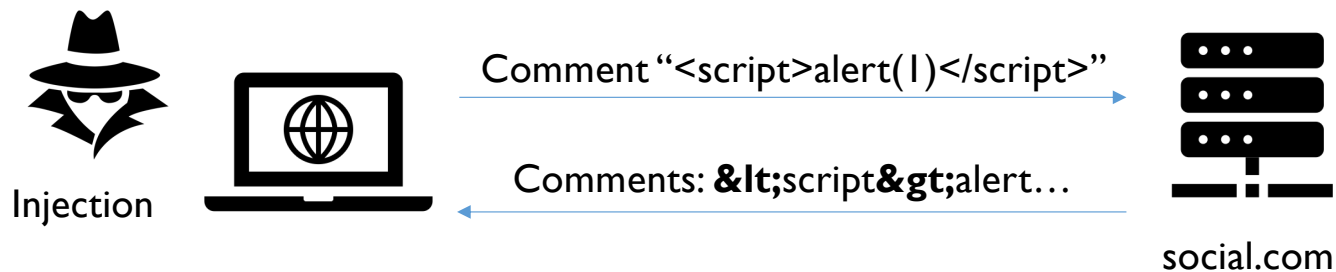 Comment “<script>alert(1)</script>”
Comments: &lt;script&gt;alert…
Injection
social.com